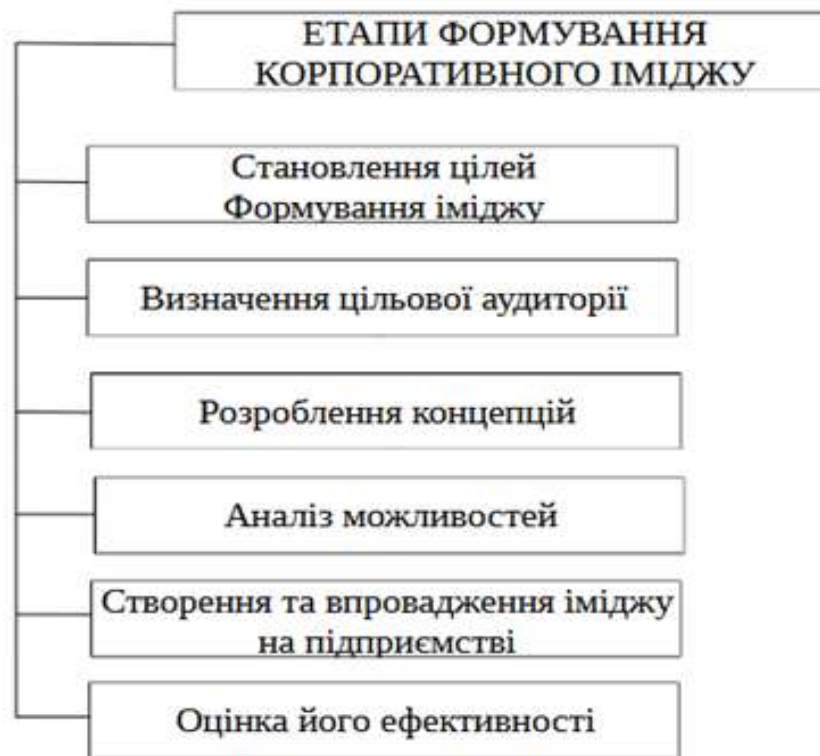 ЕТАПИ ФОРМУВАННЯ
КОРПОРАТИВНОГО ІМІДЖУ
Становлення цілей
Формування іміджу
Визначення цільової аудиторії
Розроблення концепцій
Аналіз можливостей
Створення та впровадження іміджу
на підприємстві
Оцінка його ефективності